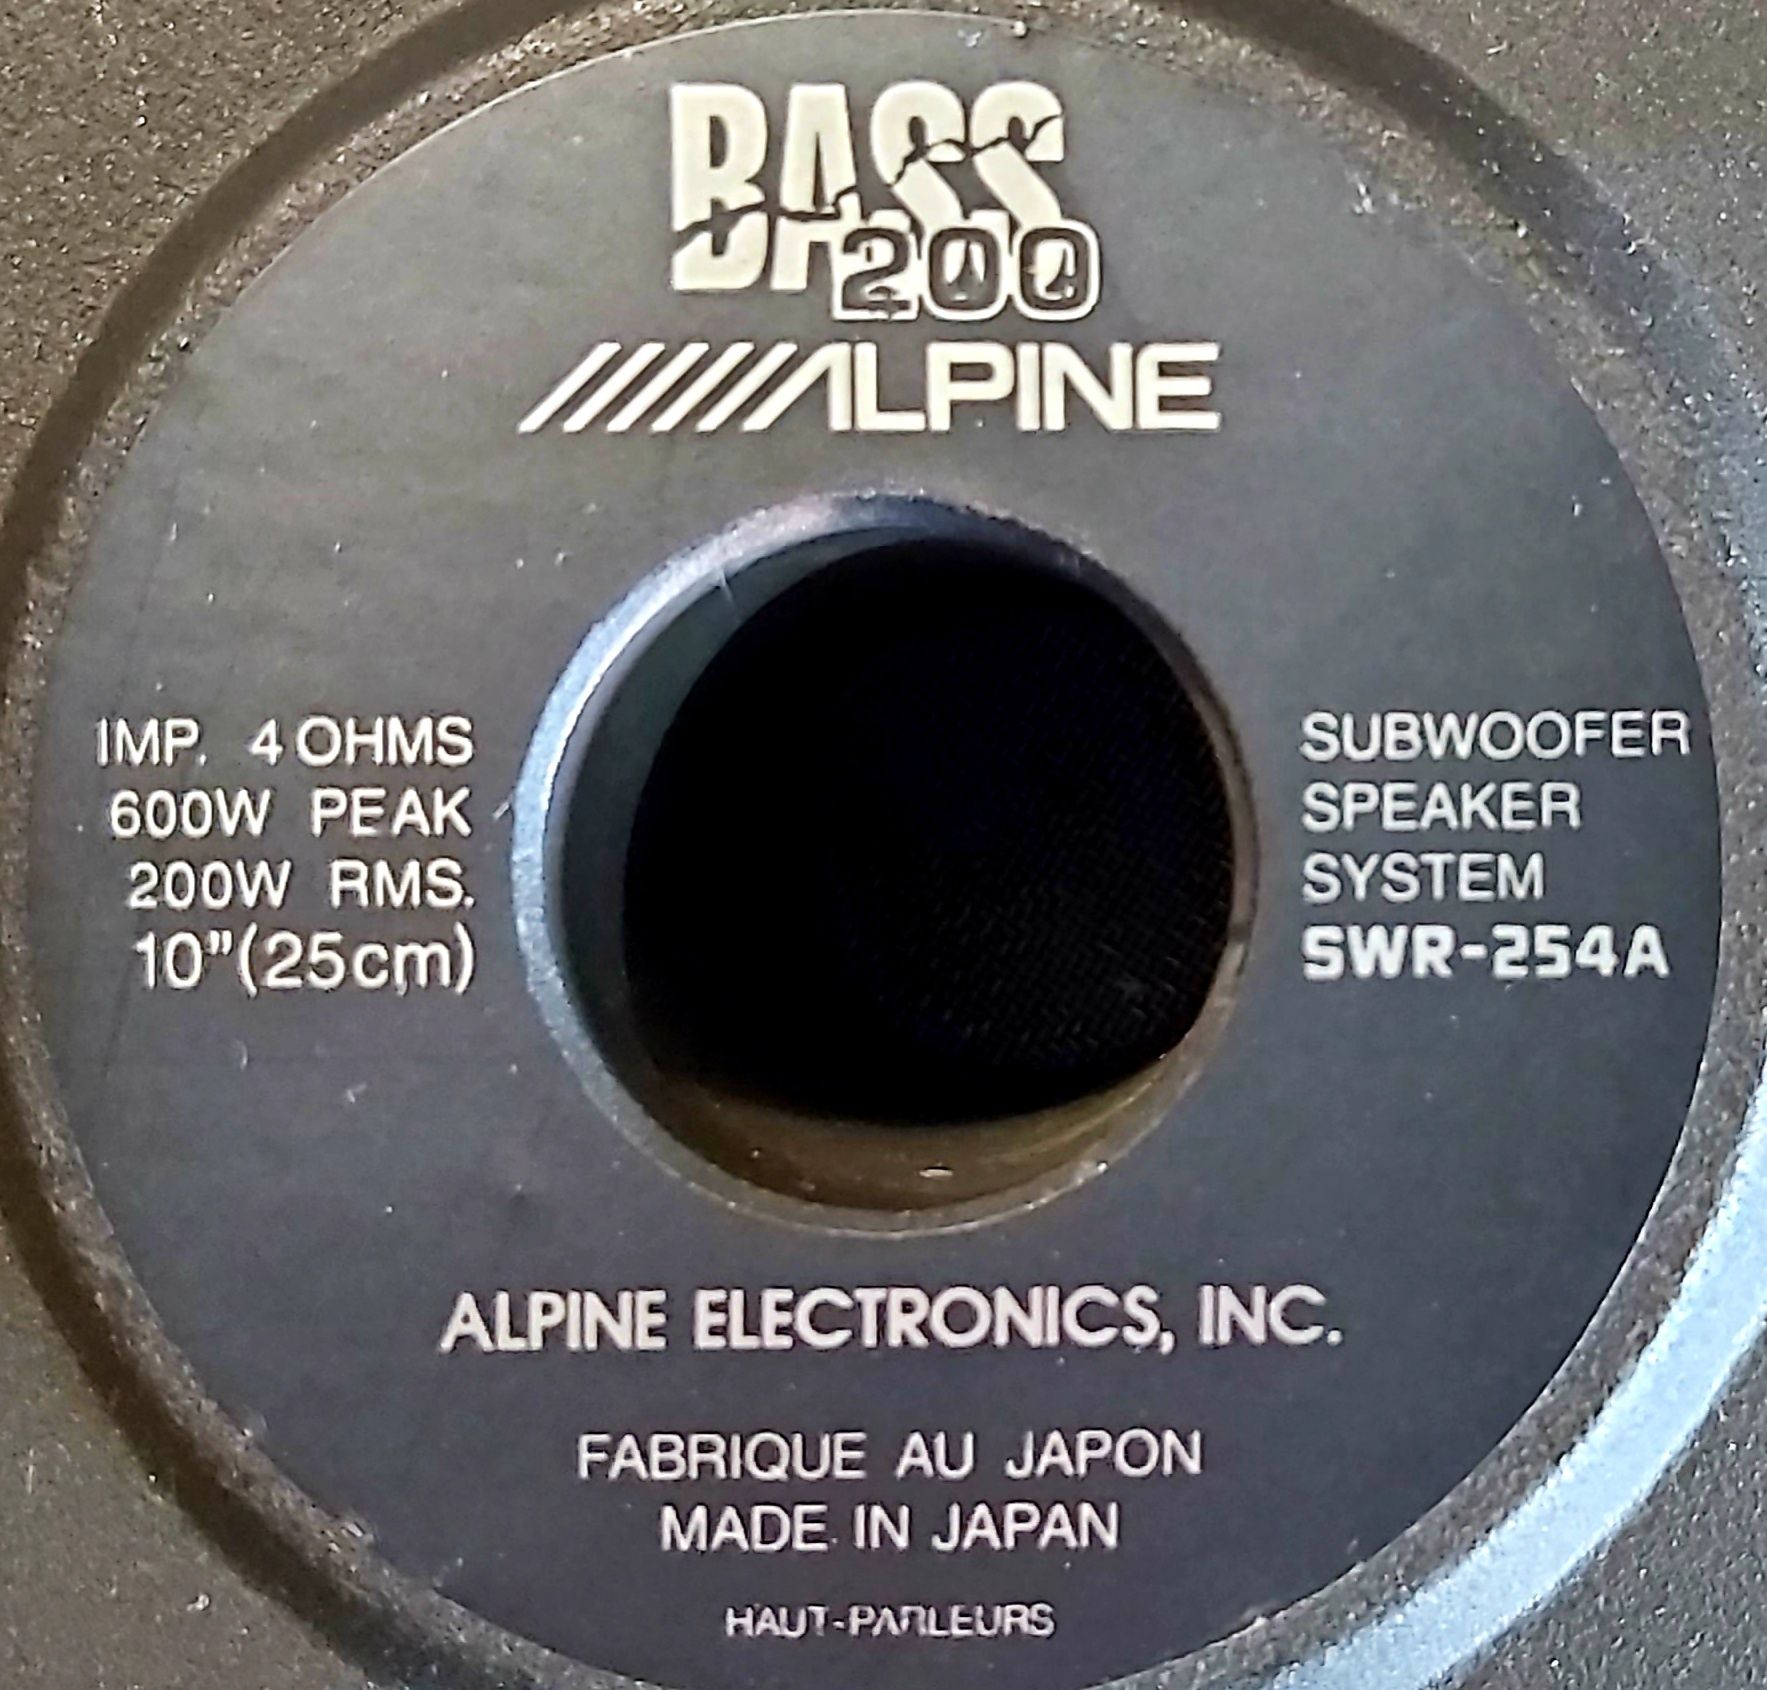 BASS
200
ALPINE
IMP. 4 OHMS
600W PEAK
200W RMS.
10"(25cm)
SUBWOOFER
SPEAKER
SYSTEM
SWR-254A
ALPINE ELECTRONICS, INC.
FABRIQUE AU JAPON
MADE IN JAPAN
HAUT-PARLEURS